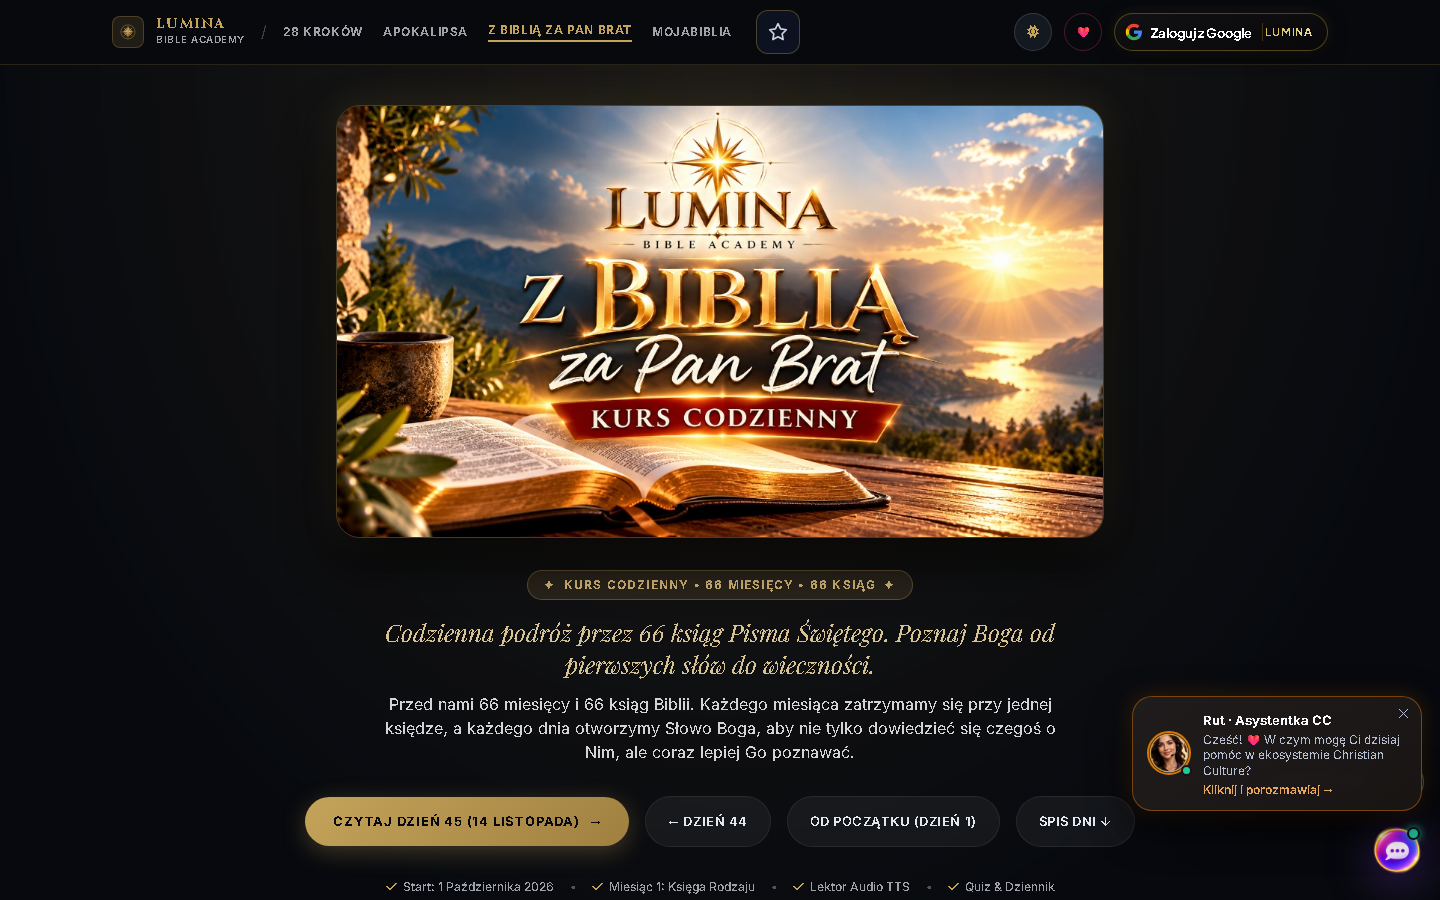 LUMINA
BIBLE ACADEMY
/
28 KROKÓW
APOKALIPSA
Z BIBLIĄ ZA PAN BRAT
MOJABIBLIA
Zaloguj z Google
LUMINA
LUMINA
BIBLE ACADEMY
Z BIBLIĄ
za Pan Brat
KURS CODZIENNY
✦ KURS CODZIENNY • 66 MIESIĘCY • 66 KSIĄG ✦
Codzienna podróż przez 66 ksiąg Pisma Świętego. Poznaj Boga od
pierwszych słów do wieczności.
Przed nami 66 miesięcy i 66 ksiąg Biblii. Każdego miesiąca zatrzymamy się przy jednej
księdze, a każdego dnia otworzymy Słowo Boga, aby nie tylko dowiedzieć się czegoś o
Nim, ale coraz lepiej Go poznawać.
CZYTAJ DZIEŃ 45 (14 LISTOPADA) →
← DZIEŃ 44
OD POCZĄTKU (DZIEŃ 1)
SPIS DNI ↓
✓ Start: 1 Października 2026 • ✓ Miesiąc 1: Księga Rodzaju • ✓ Lektor Audio TTS • ✓ Quiz & Dziennik
Rut · Asystentka CC
Cześć! ❤️ W czym mogę Ci dzisiaj
pomóc w ekosystemie Christian
Culture?
Kliknij i porozmawiaj →